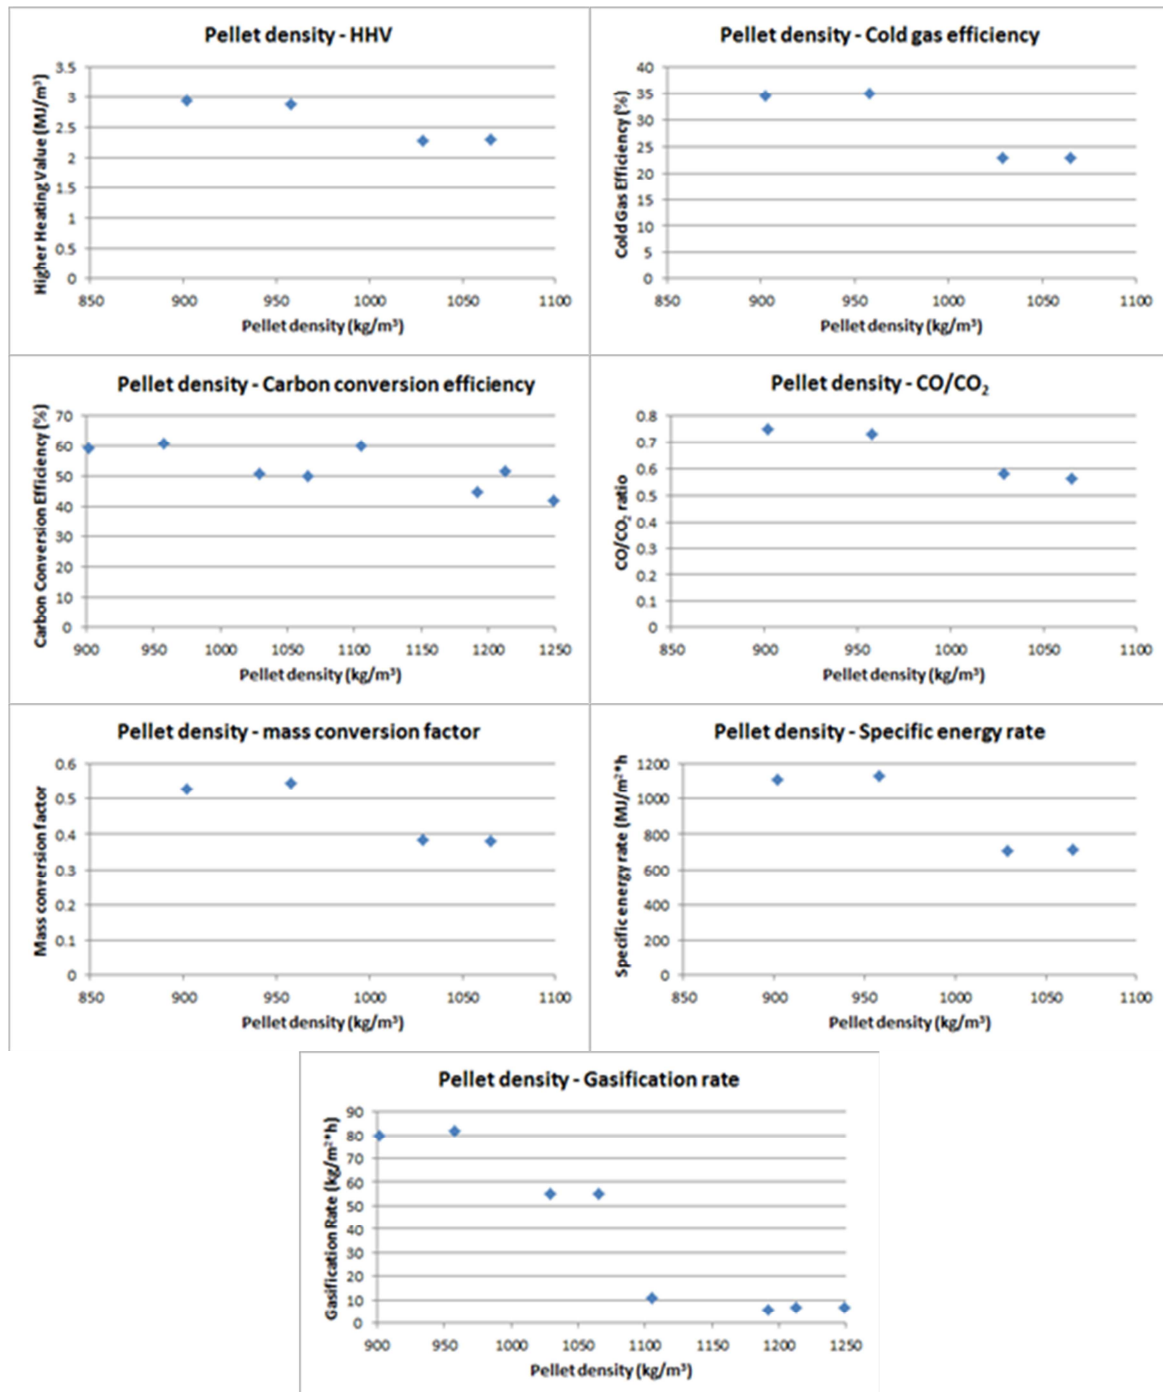 Pellet density - HHV
Higher Heating Value (MJ/m³)
3.5
3
2.5
2
1.5
1
0.5
0
850 900 950 1000 1050 1100
Pellet density (kg/m³)
Pellet density - Cold gas efficiency
Cold Gas Efficiency (%)
40
35
30
25
20
15
10
5
0
850 900 950 1000 1050 1100
Pellet density (kg/m³)
Pellet density - Carbon conversion efficiency
Carbon Conversion Efficiency (%)
70
60
50
40
30
20
10
0
900 950 1000 1050 1100 1150 1200 1250
Pellet density (kg/m³)
Pellet density - CO/CO₂
CO/CO₂ ratio
0.8
0.7
0.6
0.5
0.4
0.3
0.2
0.1
0
850 900 950 1000 1050 1100
Pellet density (kg/m³)
Pellet density - mass conversion factor
Mass conversion factor
0.6
0.5
0.4
0.3
0.2
0.1
0
850 900 950 1000 1050 1100
Pellet density (kg/m³)
Pellet density - Specific energy rate
Specific energy rate (MJ/m²*h
1200
1000
800
600
400
200
0
850 900 950 1000 1050 1100
Pellet density (kg/m³)
Pellet density - Gasification rate
Gasification Rate (kg/m²*h)
90
80
70
60
50
40
30
20
10
0
900 950 1000 1050 1100 1150 1200 1250
Pellet density (kg/m³)